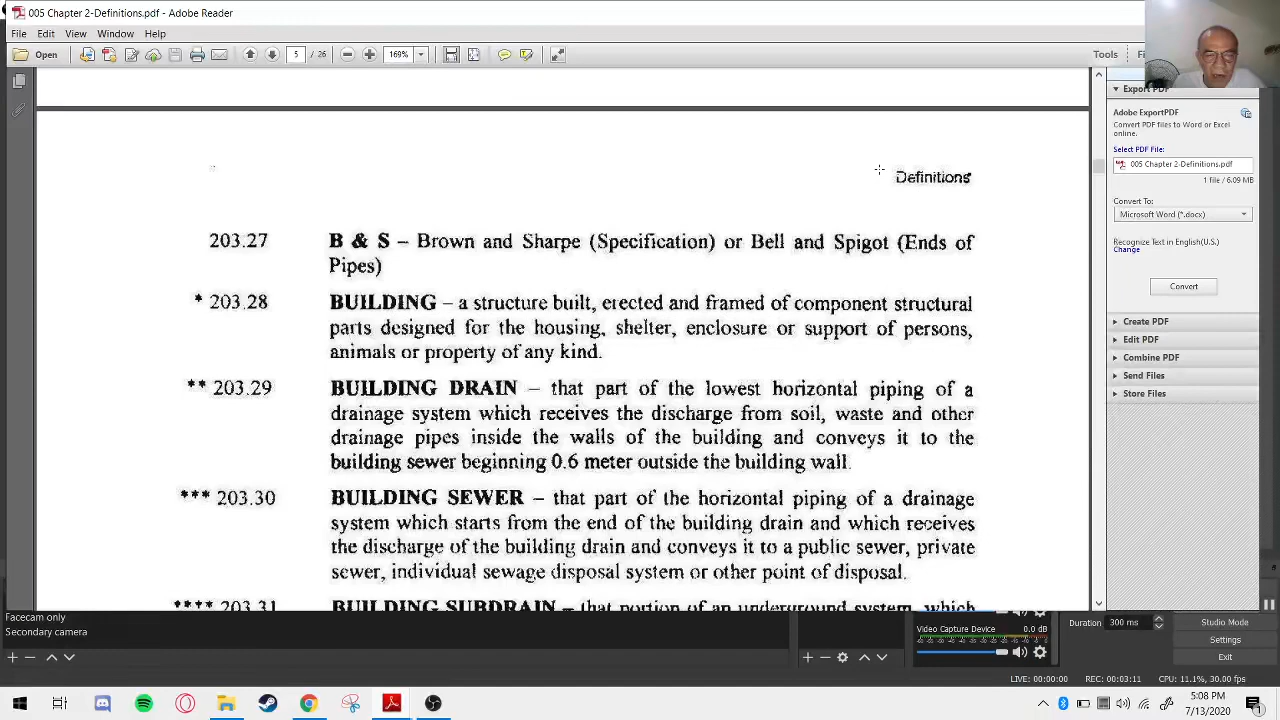 005 Chapter 2-Definitions.pdf - Adobe Reader
File Edit View Window Help
Open 5 / 26 169% Tools
Export PDF
Adobe ExportPDF
Convert PDF files to Word or Excel
online.
Select PDF File:
005 Chapter 2-Definitions.pdf
1 file / 6.09 MB
Convert To:
Microsoft Word (*.docx)
Recognize Text in English(U.S.)
Change
Convert
Create PDF
Edit PDF
Combine PDF
Send Files
Store Files
Definitions
203.27 B & S – Brown and Sharpe (Specification) or Bell and Spigot (Ends of
Pipes)
* 203.28 BUILDING – a structure built, erected and framed of component structural
parts designed for the housing, shelter, enclosure or support of persons,
animals or property of any kind.
** 203.29 BUILDING DRAIN – that part of the lowest horizontal piping of a
drainage system which receives the discharge from soil, waste and other
drainage pipes inside the walls of the building and conveys it to the
building sewer beginning 0.6 meter outside the building wall.
*** 203.30 BUILDING SEWER – that part of the horizontal piping of a drainage
system which starts from the end of the building drain and which receives
the discharge of the building drain and conveys it to a public sewer, private
sewer, individual sewage disposal system or other point of disposal.
**** 203.31 BUILDING SUBDRAIN – that portion of an underground system, which
Facecam only
Secondary camera
Video Capture Device 0.0 dB
Duration 300 ms
Studio Mode
Settings
Exit
LIVE: 00:00:00 REC: 00:03:11 CPU: 11.1%, 30.00 fps
5:08 PM
7/13/2020